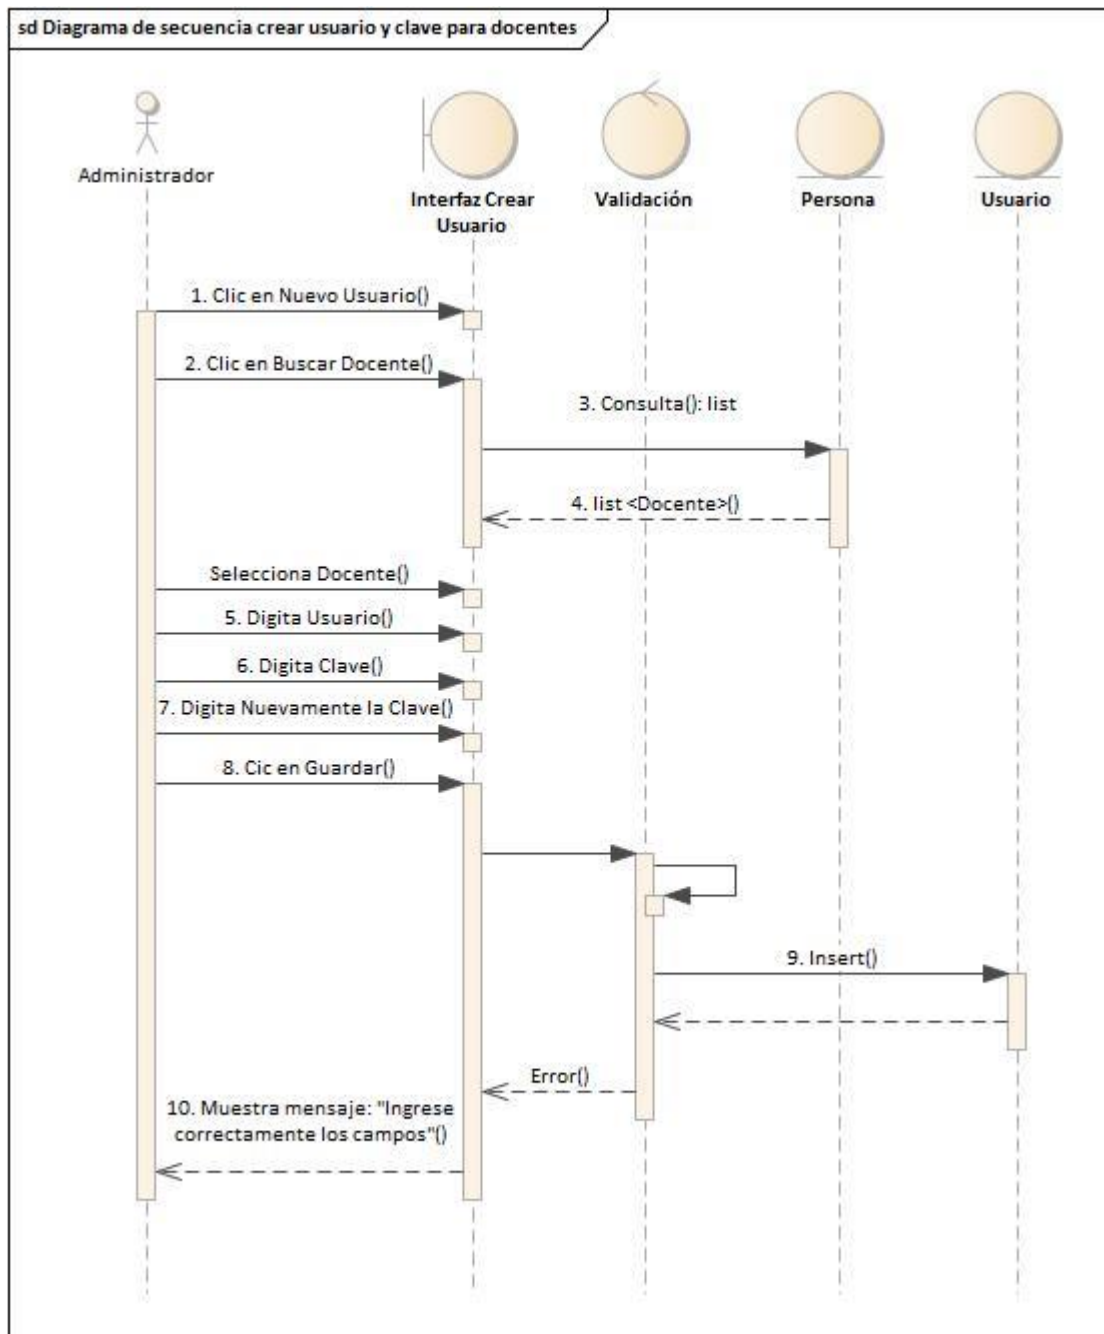 sd Diagrama de secuencia crear usuario y clave para docentes
Administrador
Interfaz Crear
Usuario
Validación
Persona
Usuario
1. Clic en Nuevo Usuario()
2. Clic en Buscar Docente()
3. Consulta(): list
4. list <Docente>()
Selecciona Docente()
5. Digita Usuario()
6. Digita Clave()
7. Digita Nuevamente la Clave()
8. Cic en Guardar()
9. Insert()
Error()
10. Muestra mensaje: "Ingrese
correctamente los campos"()